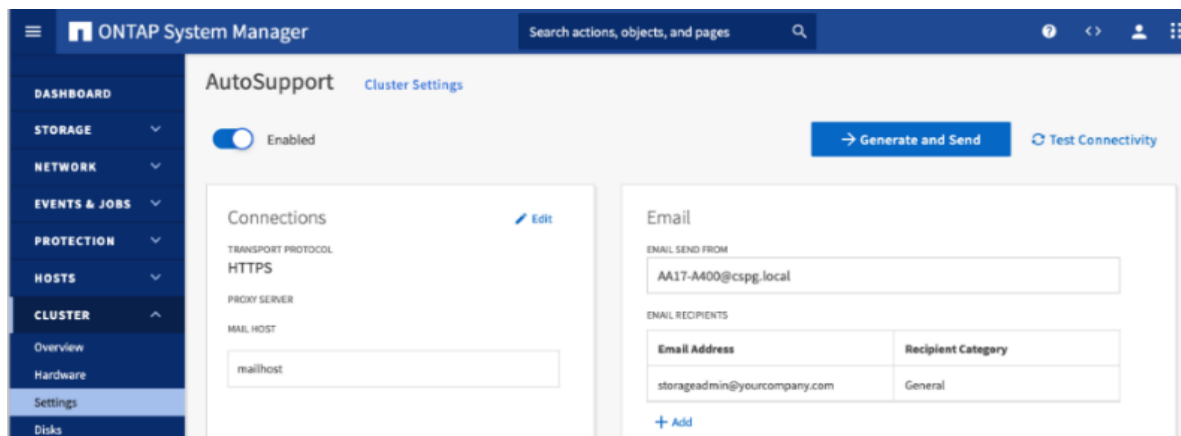 ONTAP System Manager
Search actions, objects, and pages
DASHBOARD
STORAGE
NETWORK
EVENTS & JOBS
PROTECTION
HOSTS
CLUSTER
Overview
Hardware
Settings
Disks
AutoSupport Cluster Settings
Enabled
Generate and Send
Test Connectivity
Connections
Edit
TRANSPORT PROTOCOL
HTTPS
PROXY SERVER
MAIL HOST
mailhost
Email
EMAIL SEND FROM
AA17-A400@cspg.local
EMAIL RECIPIENTS
Email Address Recipient Category
storageadmin@yourcompany.com General
+ Add